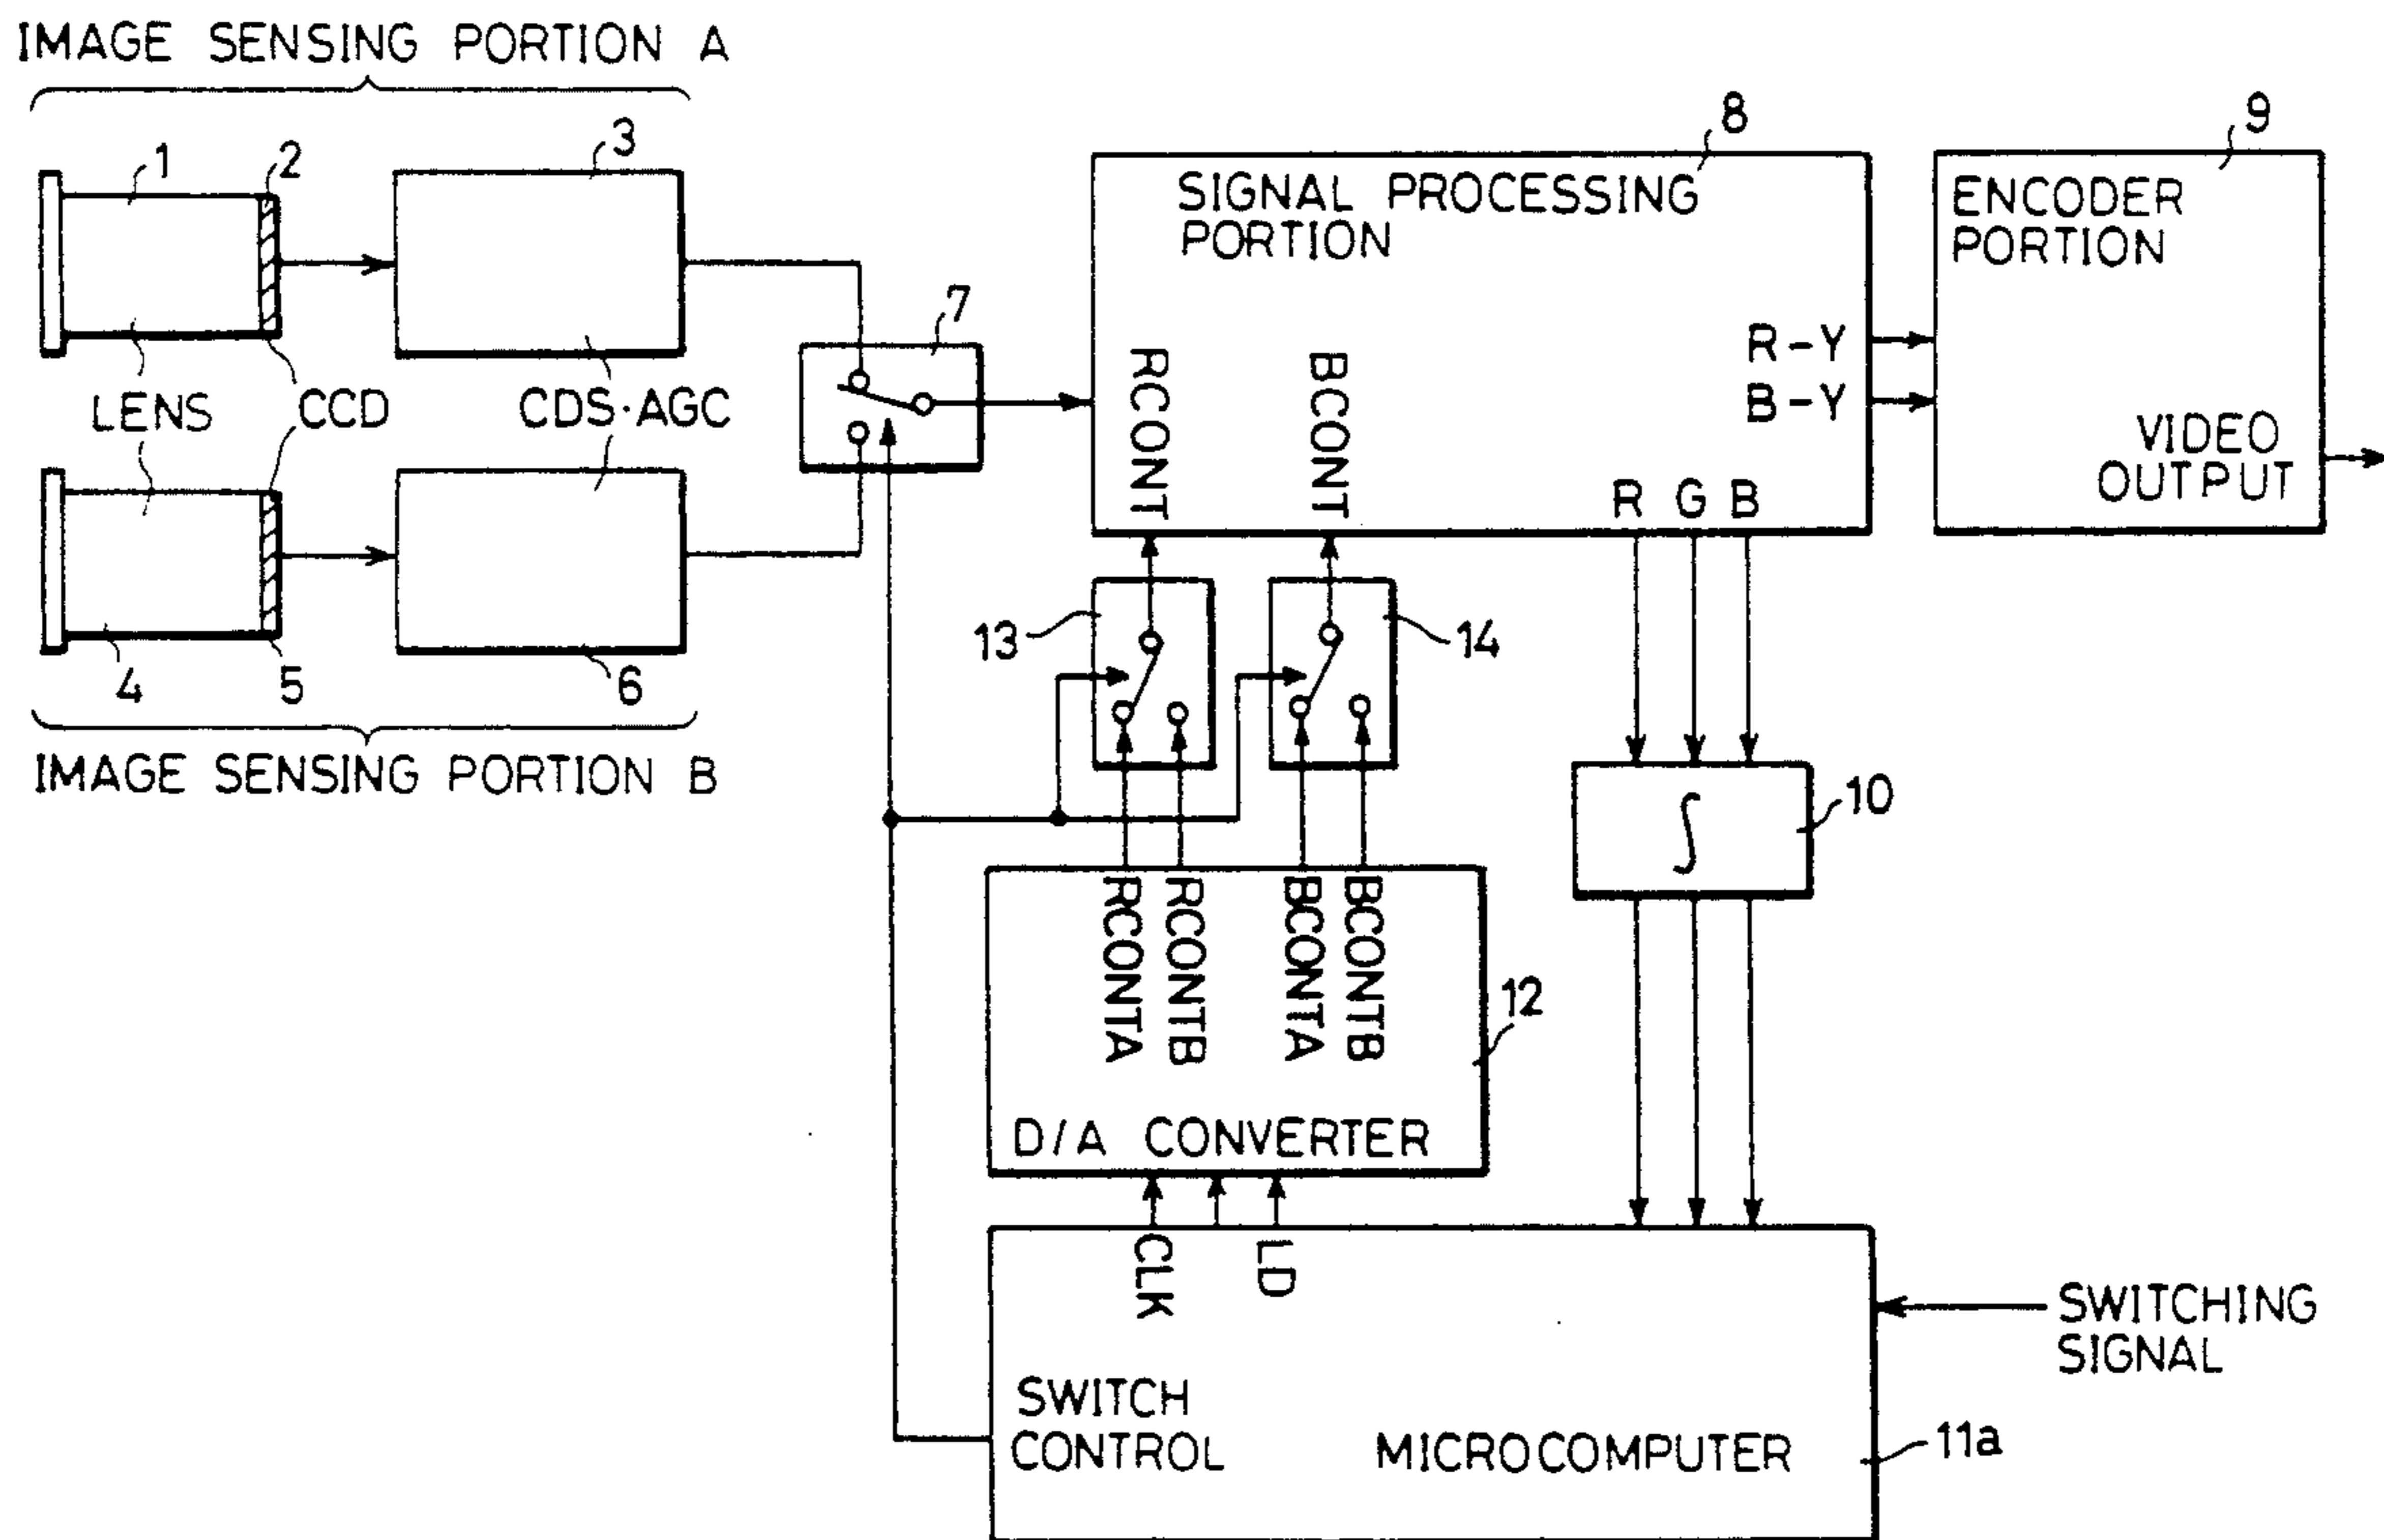 IMAGE SENSING PORTION A
1
2
3
LENS
CCD
CDS·AGC
4
5
6
IMAGE SENSING PORTION B
7
8
SIGNAL PROCESSING
PORTION
RCONT
BCONT
R-Y
B-Y
R G B
9
ENCODER
PORTION
VIDEO
OUTPUT
13
14
10
∫
RCONTA
RCONTB
BCONTA
BCONTB
12
D/A CONVERTER
CLK
LD
SWITCH
CONTROL
MICROCOMPUTER
11a
SWITCHING
SIGNAL